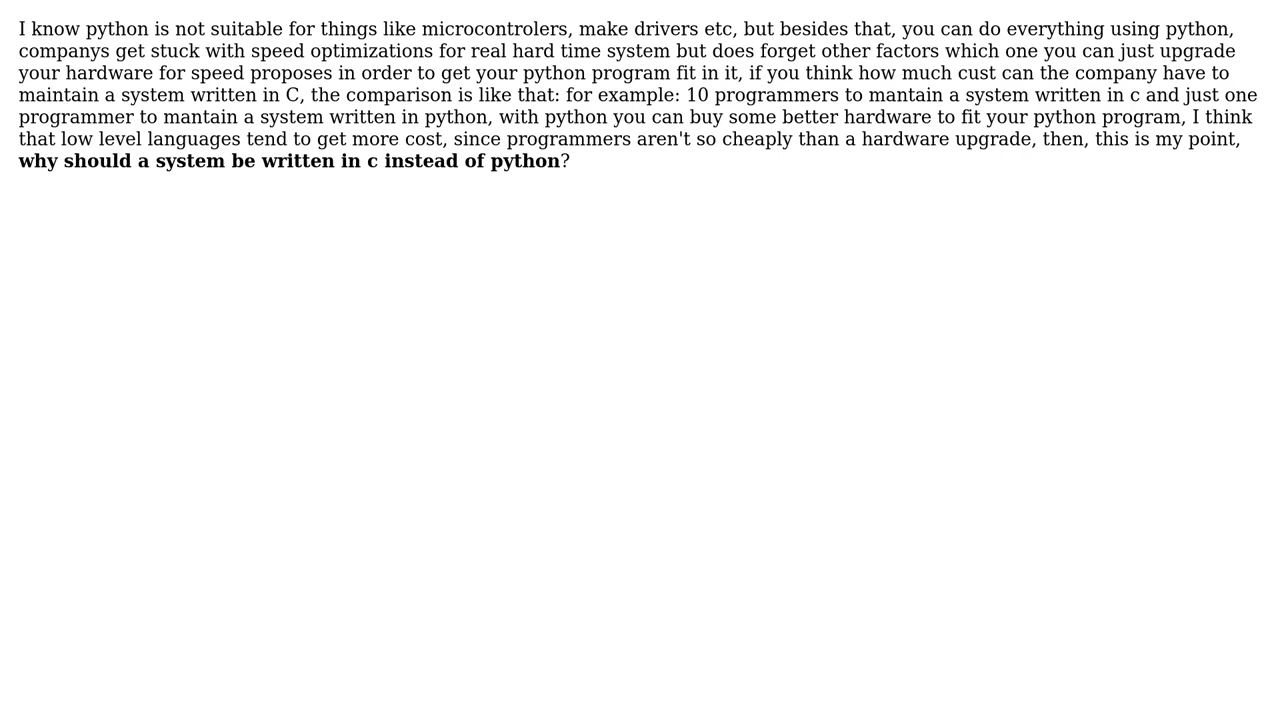 I know python is not suitable for things like microcontrolers, make drivers etc, but besides that, you can do everything using python,
companys get stuck with speed optimizations for real hard time system but does forget other factors which one you can just upgrade
your hardware for speed proposes in order to get your python program fit in it, if you think how much cust can the company have to
maintain a system written in C, the comparison is like that: for example: 10 programmers to mantain a system written in c and just one
programmer to mantain a system written in python, with python you can buy some better hardware to fit your python program, I think
that low level languages tend to get more cost, since programmers aren't so cheaply than a hardware upgrade, then, this is my point,
why should a system be written in c instead of python?